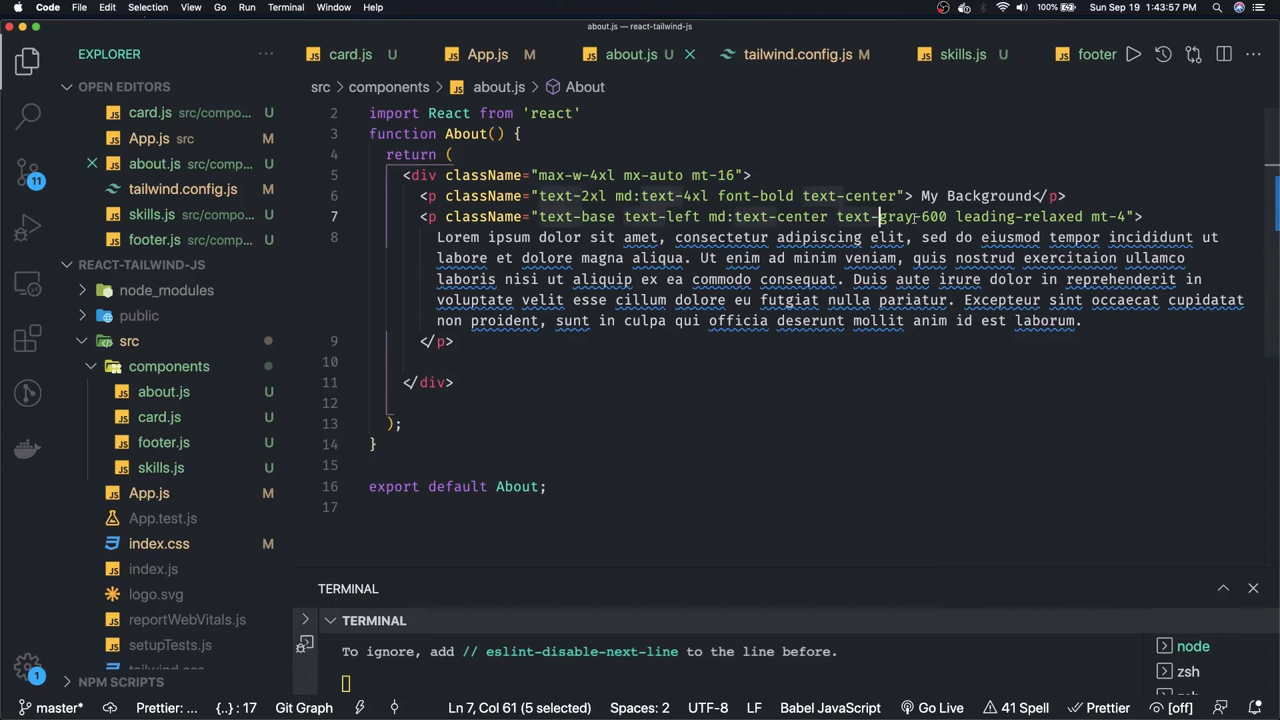 Code File Edit Selection View Go Run Terminal Window Help 100% Sun Sep 19 1:43:57 PM
about.js — react-tailwind-js
EXPLORER
card.js U App.js M about.js U tailwind.config.js M skills.js U footer
OPEN EDITORS
src > components > about.js > About
card.js src/compo... U
App.js src M
about.js src/comp... U
tailwind.config.js M
skills.js src/comp... U
footer.js src/comp... U
REACT-TAILWIND-JS
node_modules
public
src
components
about.js U
card.js U
footer.js U
skills.js U
App.js M
App.test.js
index.css M
index.js
logo.svg
reportWebVitals.js
setupTests.js
tailwind.css
NPM SCRIPTS
11
1
2 import React from 'react'
3 function About() {
4 return (
5 <div className="max-w-4xl mx-auto mt-16">
6 <p className="text-2xl md:text-4xl font-bold text-center"> My Background</p>
7 <p className="text-base text-left md:text-center text-gray-600 leading-relaxed mt-4">
8 Lorem ipsum dolor sit amet, consectetur adipiscing elit, sed do eiusmod tempor incididunt ut
labore et dolore magna aliqua. Ut enim ad minim veniam, quis nostrud exercitaion ullamco
laboris nisi ut aliquip ex ea commodo consequat. Duis aute irure dolor in reprehenderit in
voluptate velit esse cillum dolore eu futgiat nulla pariatur. Excepteur sint occaecat cupidatat
non proident, sunt in culpa qui officia deserunt mollit anim id est laborum.
9 </p>
10
11 </div>
12
13 );
14 }
15
16 export default About;
17
TERMINAL
TERMINAL
To ignore, add // eslint-disable-next-line to the line before.
node
zsh
master* Prettier: ... {..} : 17 Git Graph Ln 7, Col 61 (5 selected) Spaces: 2 UTF-8 LF Babel JavaScript Go Live 41 Spell Prettier [off]